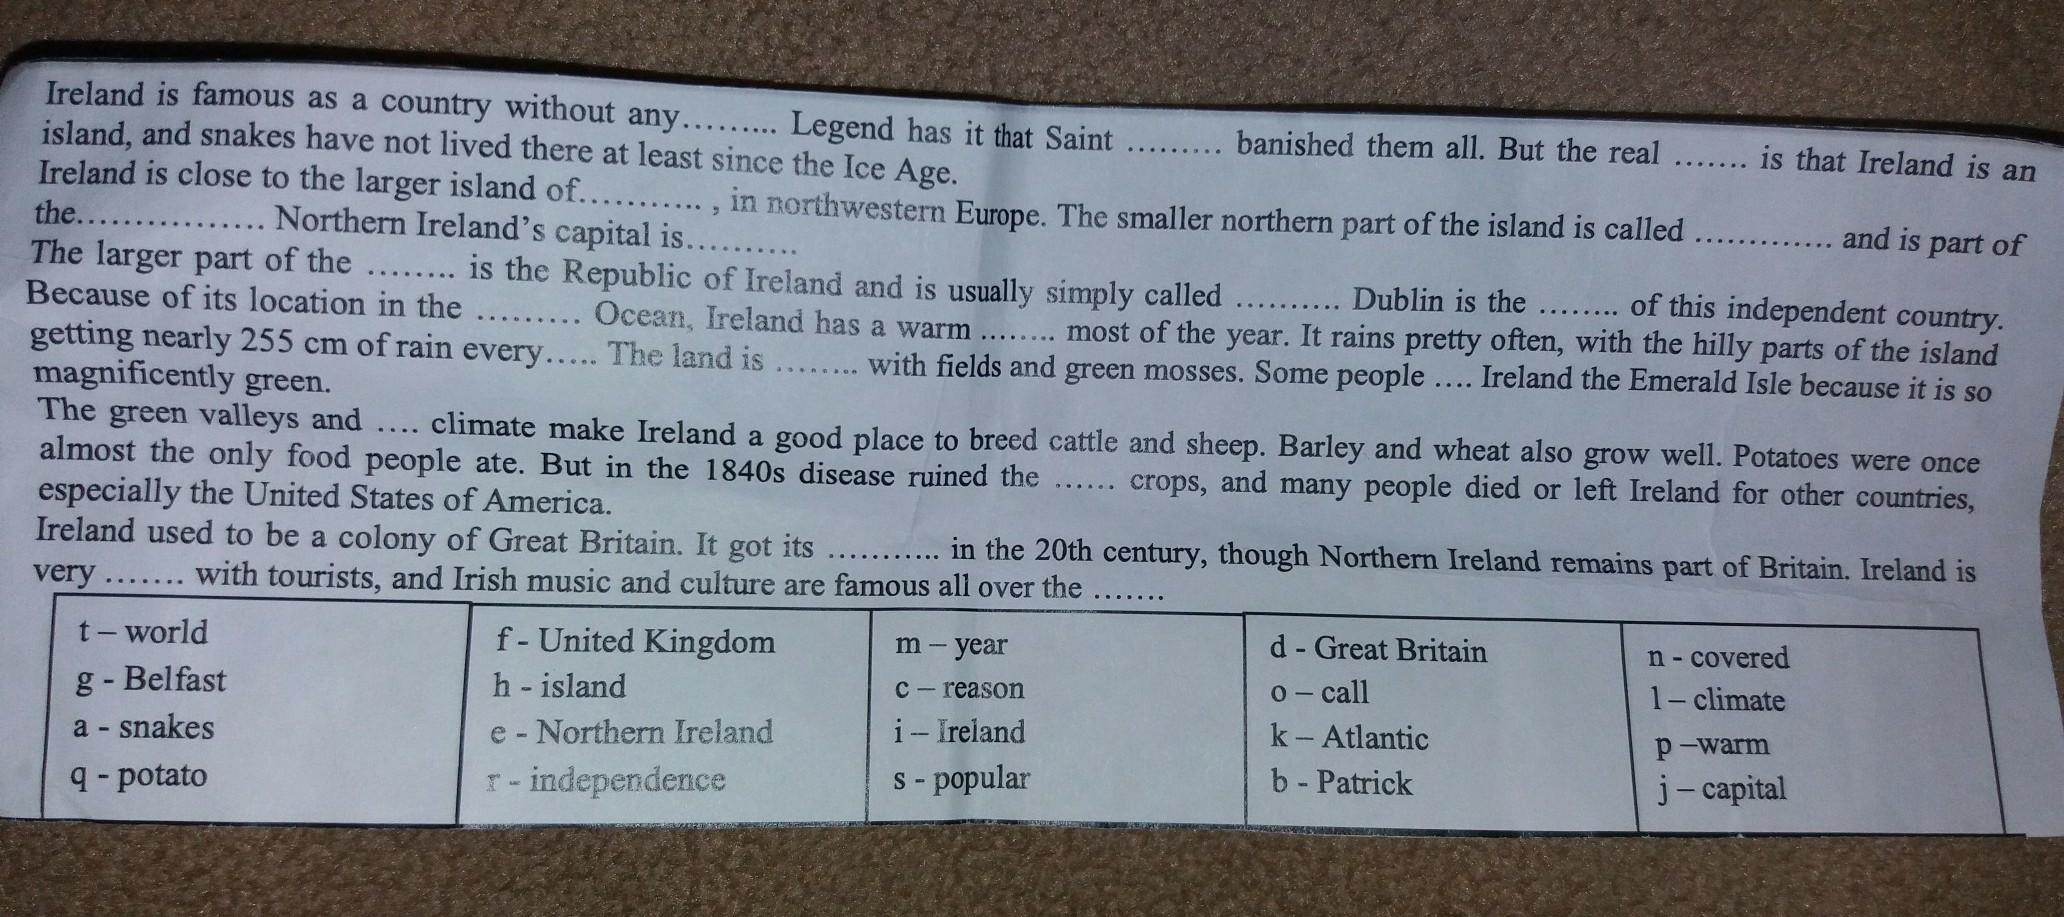 Ireland is famous as a country without any......... Legend has it that Saint ......... banished them all. But the real ....... is that Ireland is an
island, and snakes have not lived there at least since the Ice Age.
Ireland is close to the larger island of............ , in northwestern Europe. The smaller northern part of the island is called ............. and is part of
the................. Northern Ireland's capital is..........
The larger part of the ........ is the Republic of Ireland and is usually simply called .......... Dublin is the ........ of this independent country.
Because of its location in the ......... Ocean, Ireland has a warm ........ most of the year. It rains pretty often, with the hilly parts of the island
getting nearly 255 cm of rain every..... The land is ........ with fields and green mosses. Some people .... Ireland the Emerald Isle because it is so
magnificently green.
The green valleys and .... climate make Ireland a good place to breed cattle and sheep. Barley and wheat also grow well. Potatoes were once
almost the only food people ate. But in the 1840s disease ruined the ...... crops, and many people died or left Ireland for other countries,
especially the United States of America.
Ireland used to be a colony of Great Britain. It got its ........... in the 20th century, though Northern Ireland remains part of Britain. Ireland is
very ....... with tourists, and Irish music and culture are famous all over the .......
t – world
g - Belfast
a - snakes
q - potato
f - United Kingdom
h - island
e - Northern Ireland
r - independence
m – year
c – reason
i – Ireland
s - popular
d - Great Britain
o – call
k – Atlantic
b - Patrick
n - covered
l – climate
p –warm
j – capital